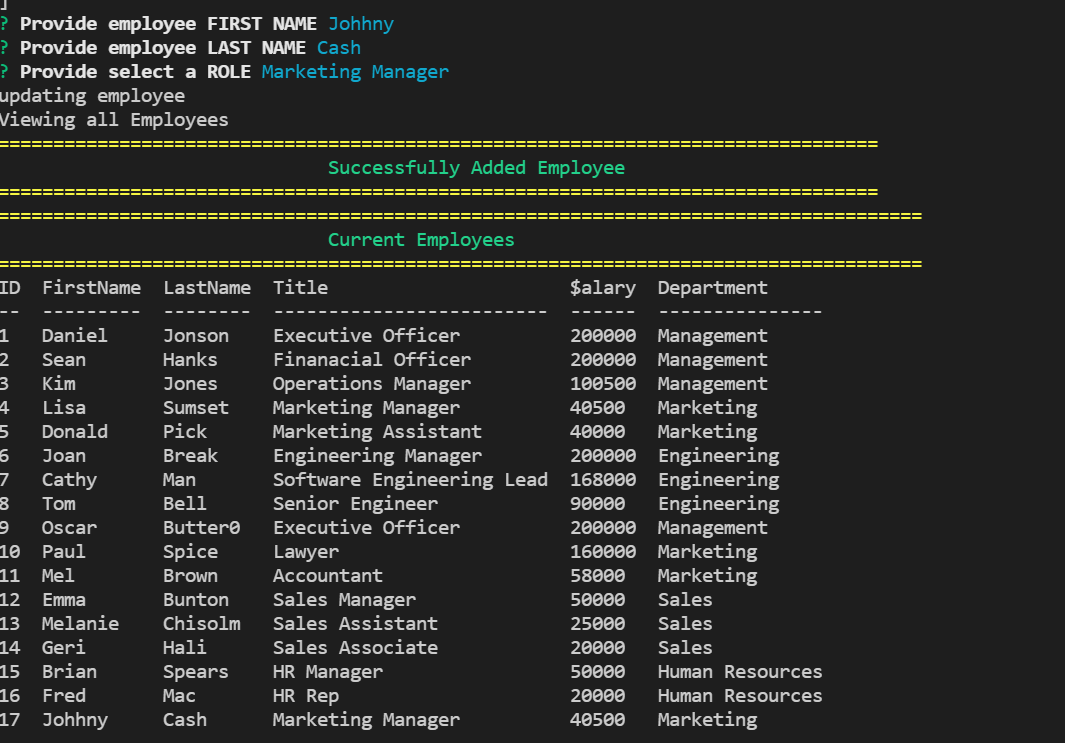 ]
? Provide employee FIRST NAME Johhny
? Provide employee LAST NAME Cash
? Provide select a ROLE Marketing Manager
updating employee
Viewing all Employees
================================================================================
Successfully Added Employee
================================================================================
====================================================================================
Current Employees
====================================================================================
ID  FirstName  LastName  Title                      $alary  Department
--  ---------  --------  -------------------------  ------  ---------------
1   Daniel     Jonson    Executive Officer          200000  Management
2   Sean       Hanks     Finanacial Officer         200000  Management
3   Kim        Jones     Operations Manager         100500  Management
4   Lisa       Sumset    Marketing Manager          40500   Marketing
5   Donald     Pick      Marketing Assistant        40000   Marketing
6   Joan       Break     Engineering Manager        200000  Engineering
7   Cathy      Man       Software Engineering Lead  168000  Engineering
8   Tom        Bell      Senior Engineer            90000   Engineering
9   Oscar      Butter0   Executive Officer          200000  Management
10  Paul       Spice     Lawyer                     160000  Marketing
11  Mel        Brown     Accountant                 58000   Marketing
12  Emma       Bunton    Sales Manager              50000   Sales
13  Melanie    Chisolm   Sales Assistant            25000   Sales
14  Geri       Hali      Sales Associate            20000   Sales
15  Brian      Spears    HR Manager                 50000   Human Resources
16  Fred       Mac       HR Rep                     20000   Human Resources
17  Johhny     Cash      Marketing Manager          40500   Marketing